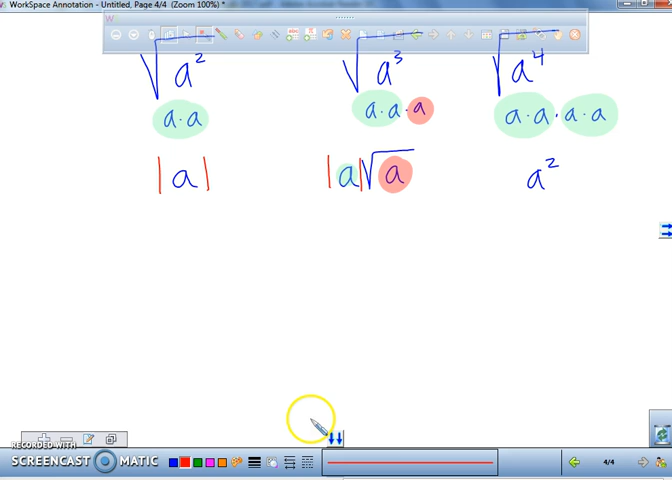 WorkSpace Annotation - Untitled, Page 4/4 (Zoom 100%) *
√a² √a³ √a⁴
a·a a·a·a a·a·a·a
|a| |a|√a a²
RECORDED WITH
SCREENCAST MATIC
4/4